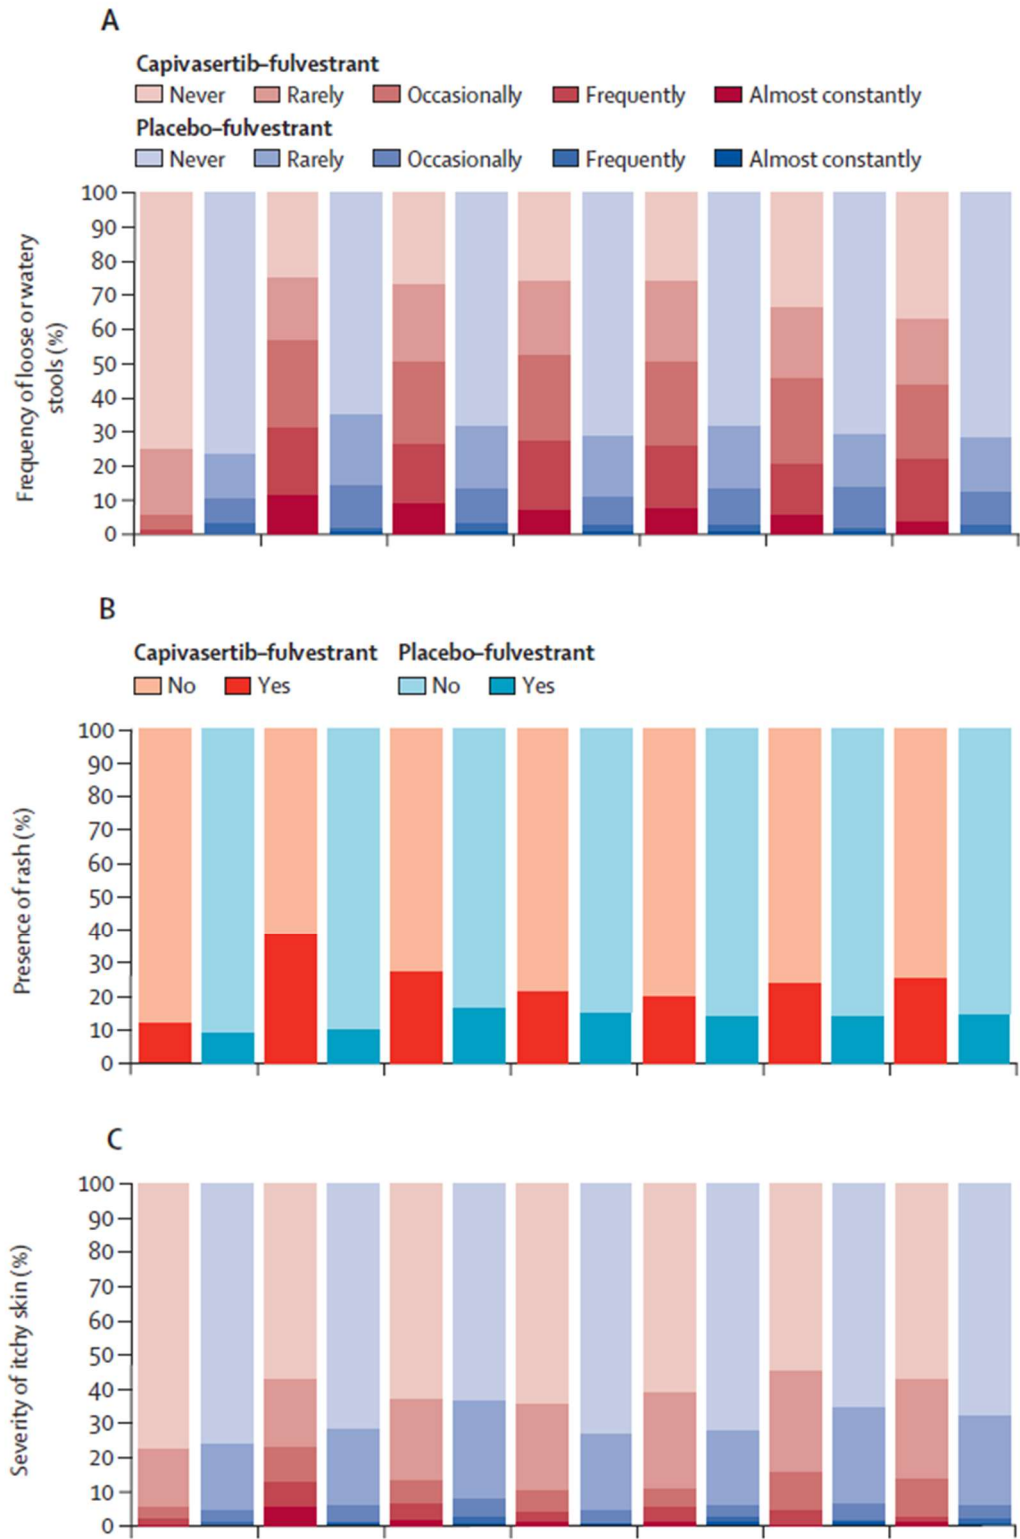 A
Capivasertib–fulvestrant
Never Rarely Occasionally Frequently Almost constantly
Placebo–fulvestrant
Never Rarely Occasionally Frequently Almost constantly
Frequency of loose or watery
stools (%)
100
90
80
70
60
50
40
30
20
10
0
B
Capivasertib–fulvestrant Placebo–fulvestrant
No Yes No Yes
Presence of rash (%)
100
90
80
70
60
50
40
30
20
10
0
C
Severity of itchy skin (%)
100
90
80
70
60
50
40
30
20
10
0